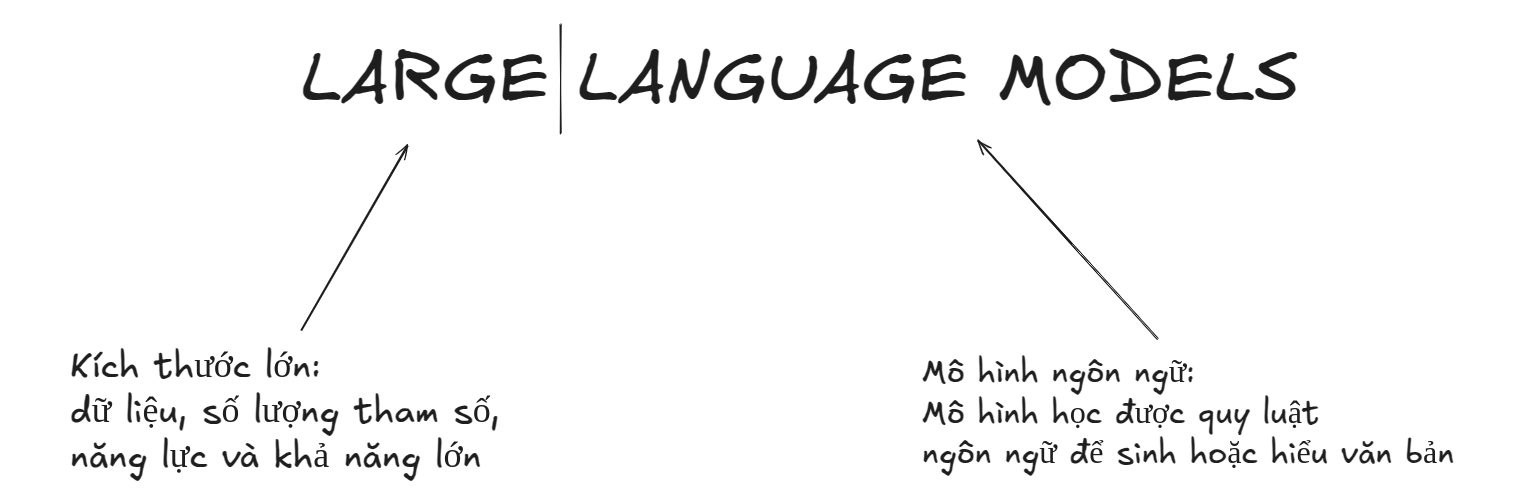 LARGE LANGUAGE MODELS
Kích thước lớn:
dữ liệu, số lượng tham số,
năng lực và khả năng lớn
Mô hình ngôn ngữ:
Mô hình học được quy luật
ngôn ngữ để sinh hoặc hiểu văn bản